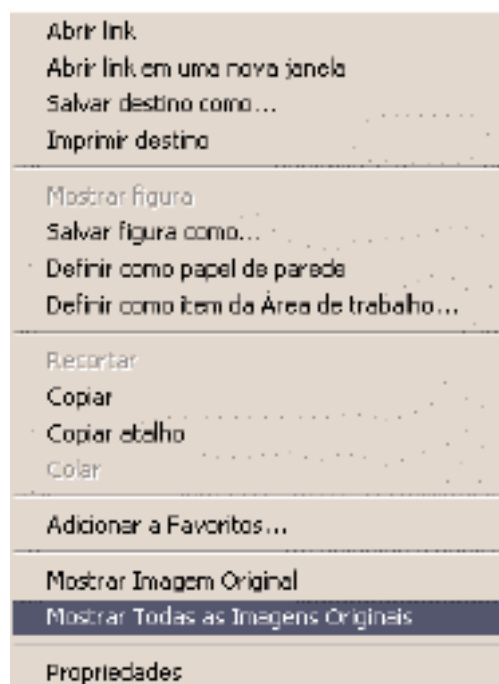 Abrir link
Abrir link em uma nova janela
Salvar destino como...
Imprimir destino
Mostrar figura
Salvar figura como...
Definir como papel de parede
Definir como item da Área de trabalho...
Recortar
Copiar
Copiar atalho
Colar
Adicionar a Favoritos...
Mostrar Imagem Original
Mostrar Todas as Imagens Originais
Propriedades